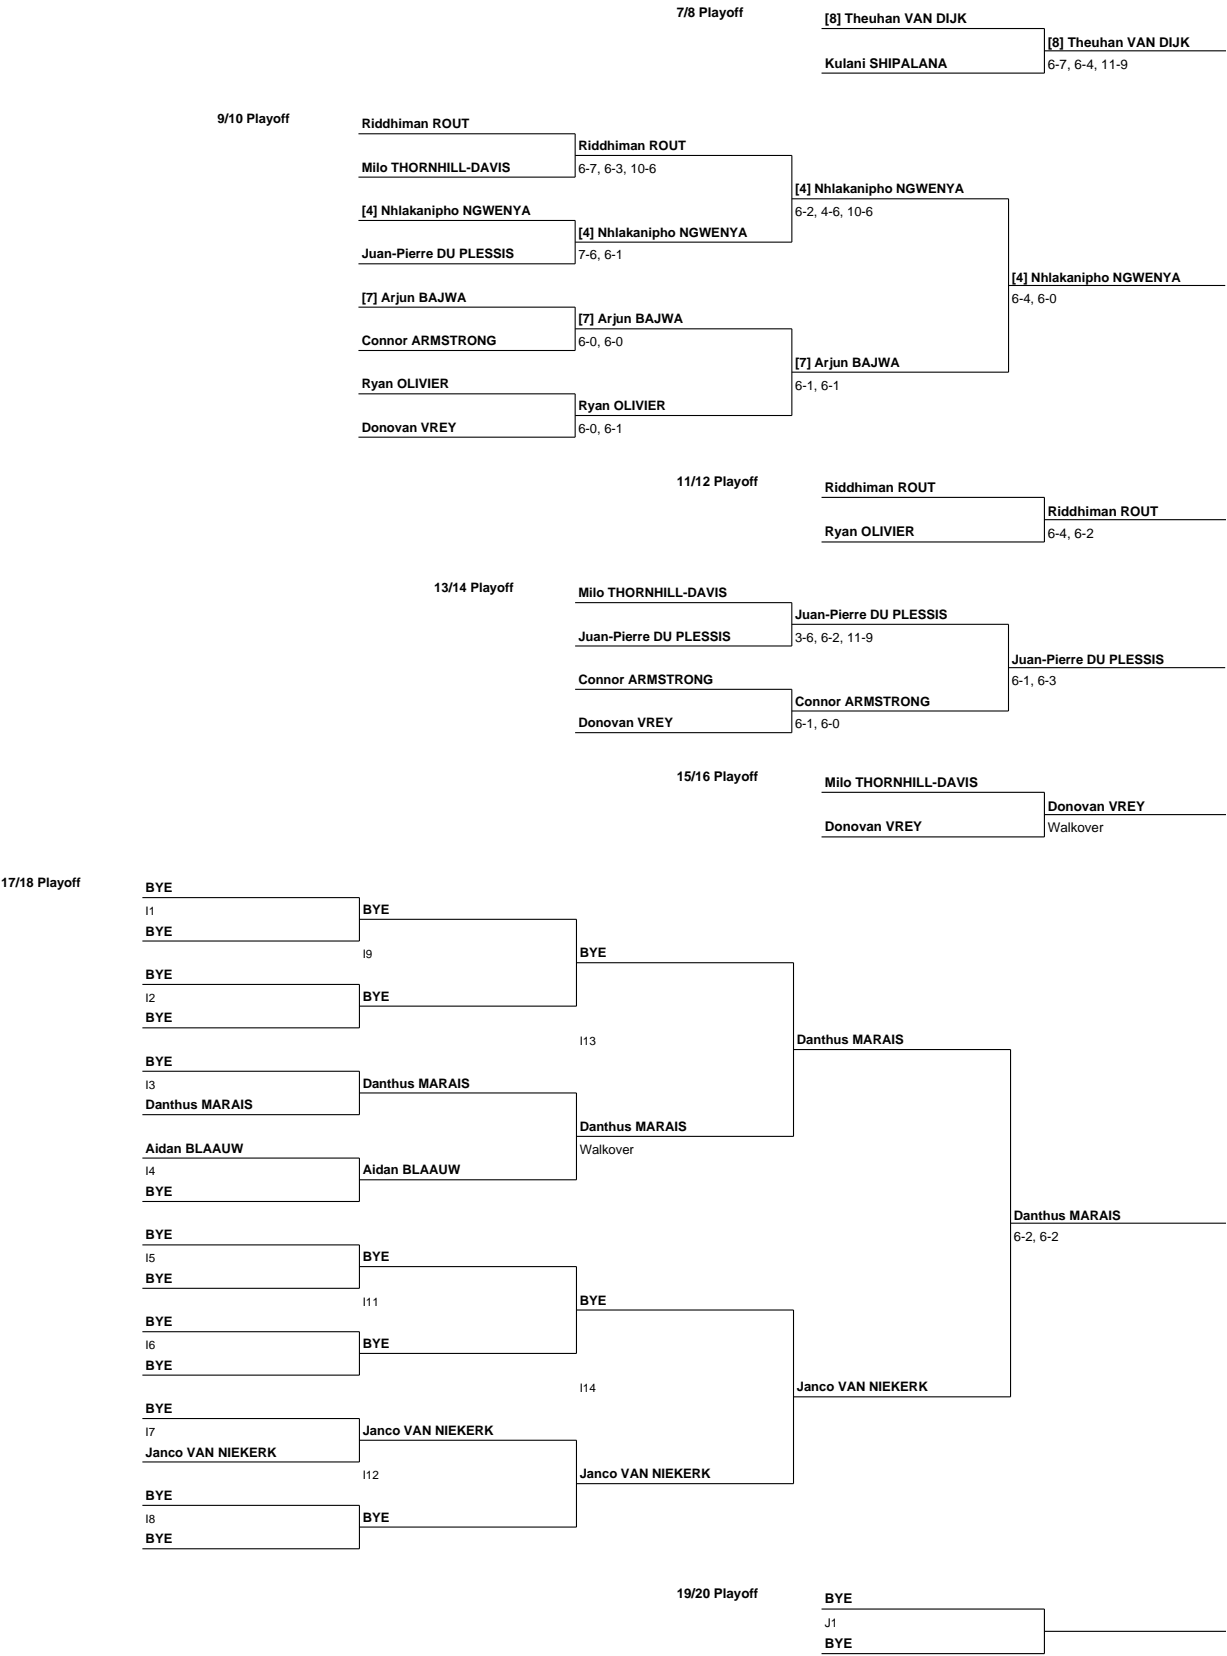 7/8 Playoff
[8] Theuhan VAN DIJK
[8] Theuhan VAN DIJK
Kulani SHIPALANA
6-7, 6-4, 11-9
9/10 Playoff
Riddhiman ROUT
Riddhiman ROUT
Milo THORNHILL-DAVIS
6-7, 6-3, 10-6
[4] Nhlakanipho NGWENYA
[4] Nhlakanipho NGWENYA
6-2, 4-6, 10-6
[4] Nhlakanipho NGWENYA
Juan-Pierre DU PLESSIS
7-6, 6-1
[4] Nhlakanipho NGWENYA
6-4, 6-0
[7] Arjun BAJWA
[7] Arjun BAJWA
Connor ARMSTRONG
6-0, 6-0
[7] Arjun BAJWA
6-1, 6-1
Ryan OLIVIER
Ryan OLIVIER
Donovan VREY
6-0, 6-1
11/12 Playoff
Riddhiman ROUT
Riddhiman ROUT
Ryan OLIVIER
6-4, 6-2
13/14 Playoff
Milo THORNHILL-DAVIS
Juan-Pierre DU PLESSIS
Juan-Pierre DU PLESSIS
3-6, 6-2, 11-9
Juan-Pierre DU PLESSIS
6-1, 6-3
Connor ARMSTRONG
Connor ARMSTRONG
Donovan VREY
6-1, 6-0
15/16 Playoff
Milo THORNHILL-DAVIS
Donovan VREY
Donovan VREY
Walkover
17/18 Playoff
BYE
I1
BYE
BYE
I9
BYE
BYE
I2
BYE
BYE
I13
Danthus MARAIS
BYE
I3
Danthus MARAIS
Danthus MARAIS
Danthus MARAIS
Walkover
Aidan BLAAUW
I4
Aidan BLAAUW
BYE
Danthus MARAIS
6-2, 6-2
BYE
I5
BYE
BYE
I11
BYE
BYE
I6
BYE
BYE
I14
Janco VAN NIEKERK
BYE
I7
Janco VAN NIEKERK
Janco VAN NIEKERK
I12
Janco VAN NIEKERK
BYE
I8
BYE
BYE
19/20 Playoff
BYE
J1
BYE